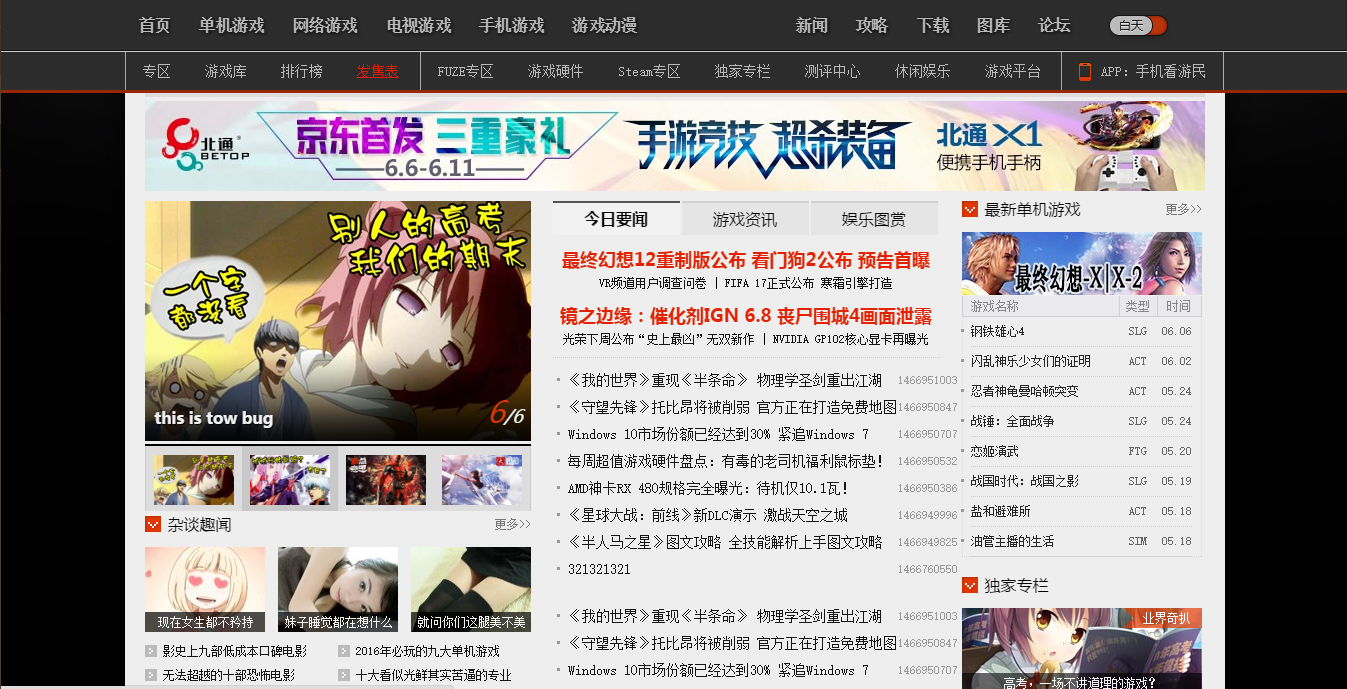 首页 单机游戏 网络游戏 电视游戏 手机游戏 游戏动漫 新闻 攻略 下载 图库 论坛 白天
专区 游戏库 排行榜 发售表 FUZE专区 游戏硬件 Steam专区 独家专栏 测评中心 休闲娱乐 游戏平台 APP：手机看游民
北通 BETOP 京东首发 三重豪礼 6.6-6.11 手游竞技 超杀装备 北通 X1 便携手机手柄
别人的高考
我们的期末
一个字
都没看
this is tow bug 6/6
杂谈趣闻 更多>>
现在女生都不矜持 妹子睡觉都在想什么 就问你们这腿美不美
影史上九部低成本口碑电影 2016年必玩的九大单机游戏
无法超越的十部恐怖电影 十大看似光鲜其实苦逼的专业
今日要闻 游戏资讯 娱乐图赏
最终幻想12重制版公布 看门狗2公布 预告首曝
VR频道用户调查问卷 | FIFA 17正式公布 寒霜引擎打造
镜之边缘：催化剂IGN 6.8 丧尸围城4画面泄露
光荣下周公布“史上最凶”无双新作 | NVIDIA GP102核心显卡再曝光
《我的世界》重现《半条命》 物理学圣剑重出江湖 1466951003
《守望先锋》托比昂将被削弱 官方正在打造免费地图 1466950847
Windows 10市场份额已经达到30% 紧追Windows 7 1466950707
每周超值游戏硬件盘点：有毒的老司机福利鼠标垫！ 1466950532
AMD神卡RX 480规格完全曝光：待机仅10.1瓦！ 1466950386
《星球大战：前线》新DLC演示 激战天空之城 1466949996
《半人马之星》图文攻略 全技能解析上手图文攻略 1466949825
321321321 1466760550
《我的世界》重现《半条命》 物理学圣剑重出江湖 1466951003
《守望先锋》托比昂将被削弱 官方正在打造免费地图 1466950847
Windows 10市场份额已经达到30% 紧追Windows 7 1466950707
最新单机游戏 更多>>
最终幻想-X|X-2
游戏名称 类型 时间
钢铁雄心4 SLG 06.06
闪乱神乐少女们的证明 ACT 06.02
忍者神龟曼哈顿突变 ACT 05.24
战锤：全面战争 SLG 05.24
恋姬演武 FTG 05.20
战国时代：战国之影 SLG 05.19
盐和避难所 ACT 05.18
油管主播的生活 SIM 05.18
独家专栏
业界奇扒
高考，一场不讲道理的游戏？